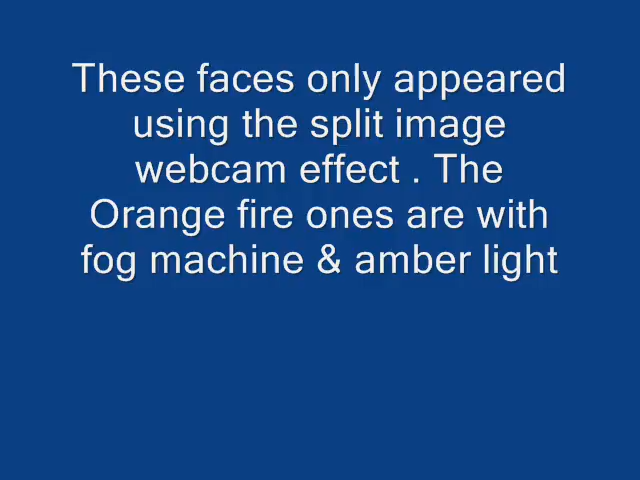 These faces only appeared
using the split image
webcam effect . The
Orange fire ones are with
fog machine & amber light